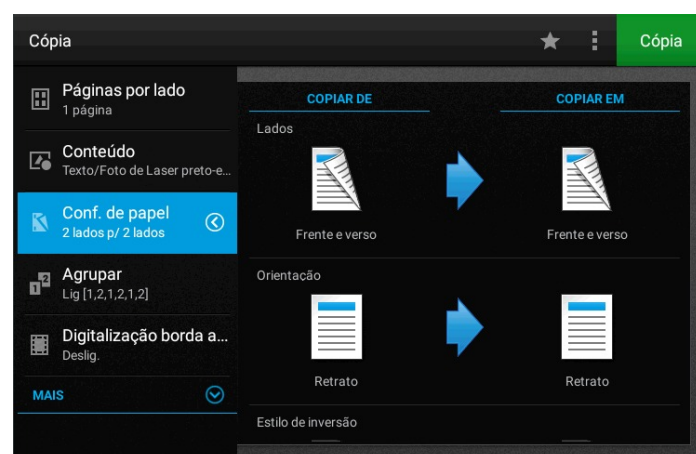 Cópia
Cópia
Páginas por lado
1 página
Conteúdo
Texto/Foto de Laser preto-e...
Conf. de papel
2 lados p/ 2 lados
Agrupar
1 2
Lig [1,2,1,2,1,2]
Digitalização borda a...
Deslig.
MAIS
COPIAR DE
COPIAR EM
Lados
Frente e verso
Frente e verso
Orientação
Retrato
Retrato
Estilo de inversão